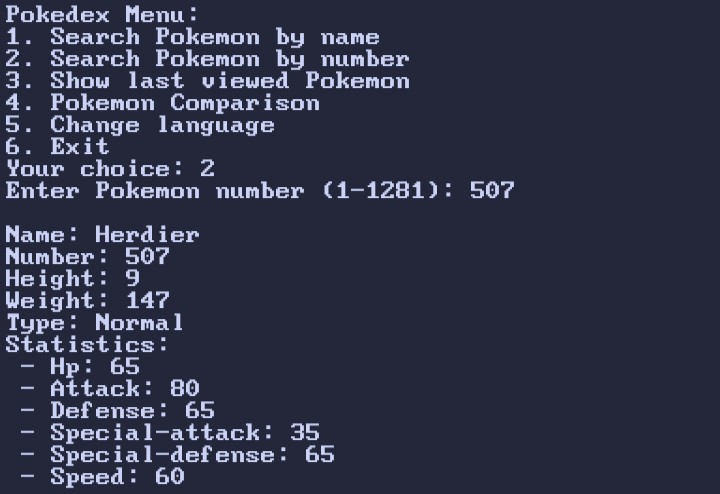 Pokedex Menu:
1. Search Pokemon by name
2. Search Pokemon by number
3. Show last viewed Pokemon
4. Pokemon Comparison
5. Change language
6. Exit
Your choice: 2
Enter Pokemon number (1-1281): 507
Name: Herdier
Number: 507
Height: 9
Weight: 147
Type: Normal
Statistics:
- Hp: 65
- Attack: 80
- Defense: 65
- Special-attack: 35
- Special-defense: 65
- Speed: 60